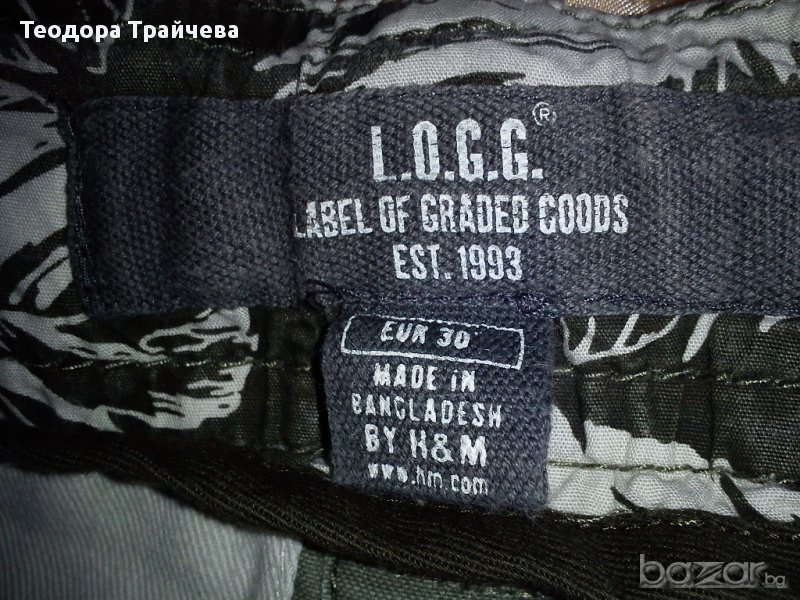 Теодора Трайчева
L.O.G.G.®
LABEL OF GRADED GOODS
EST. 1993
EUR 30
MADE iN
BANGLADESH
BY H&M
www.hm.com
bazar.bg